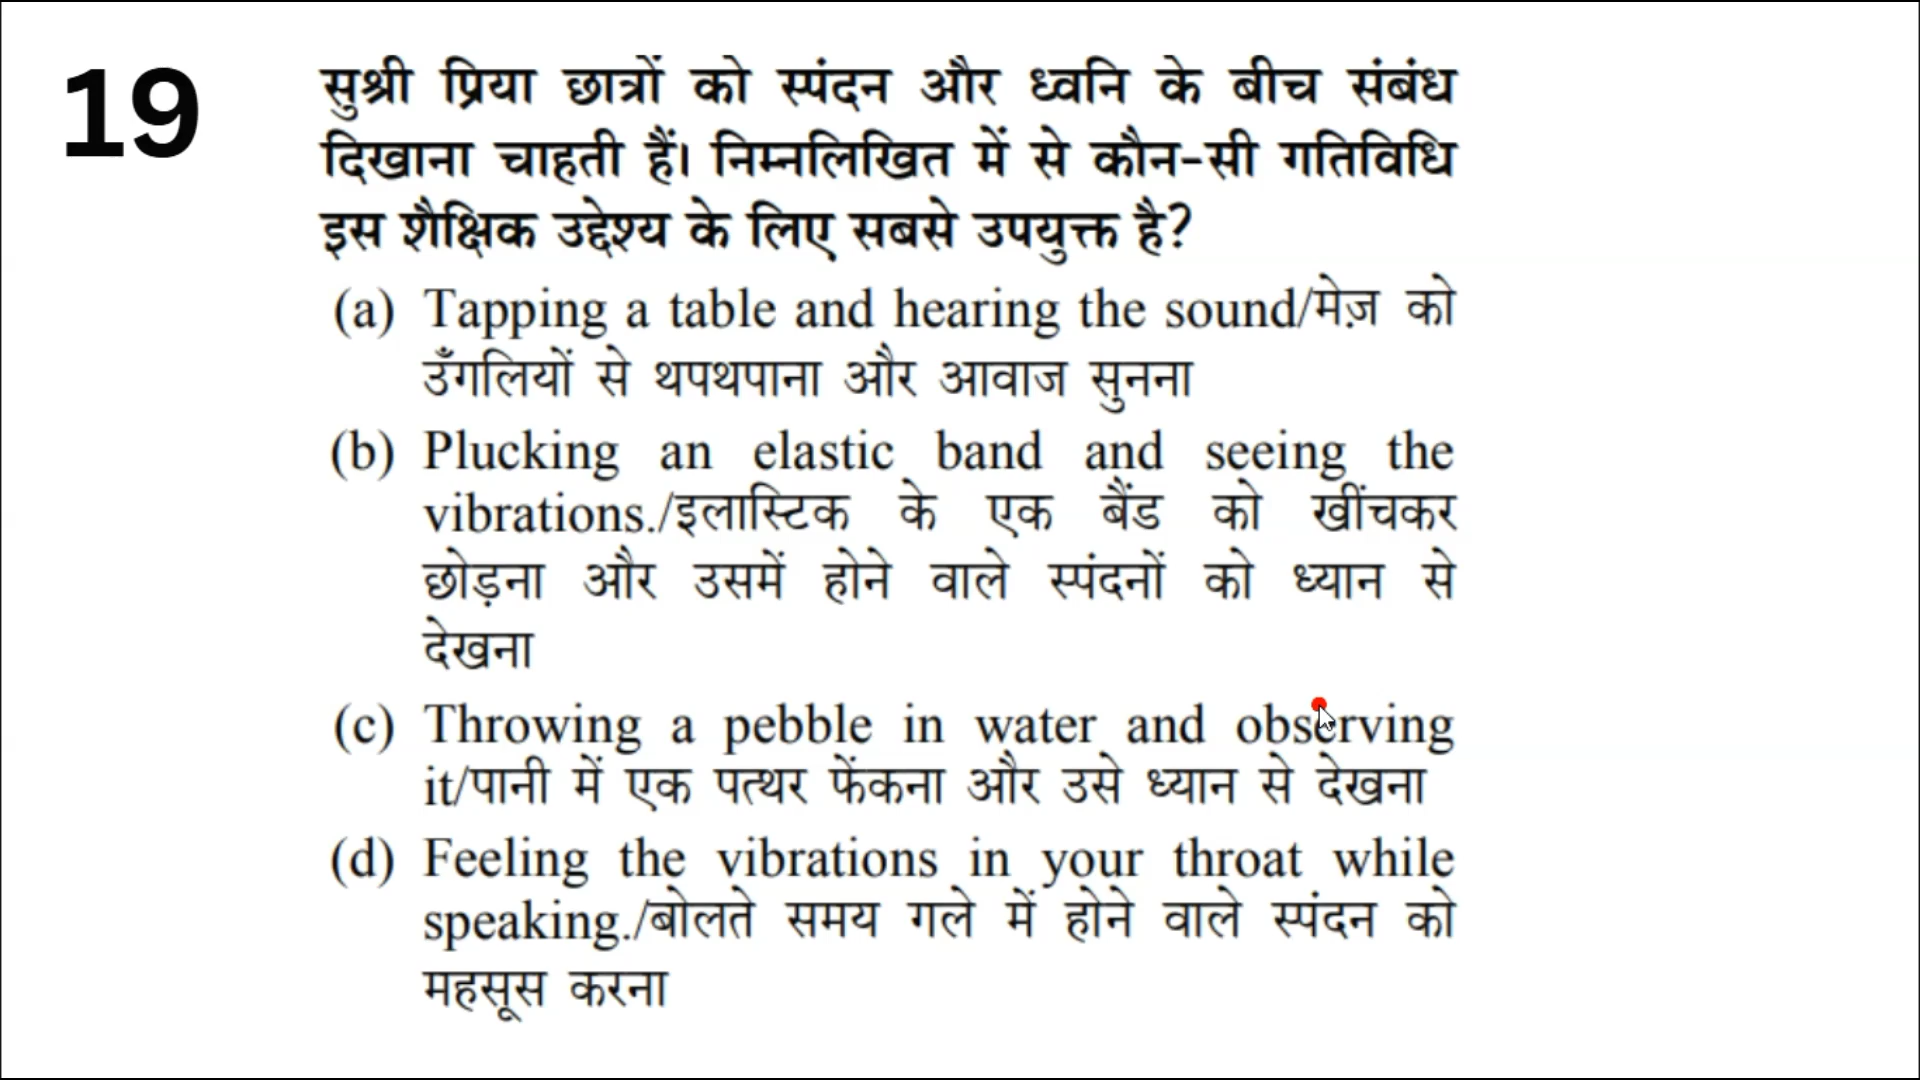 19
सुश्री प्रिया छात्रों को स्पंदन और ध्वनि के बीच संबंध
दिखाना चाहती हैं। निम्नलिखित में से कौन-सी गतिविधि
इस शैक्षिक उद्देश्य के लिए सबसे उपयुक्त है?
(a) Tapping a table and hearing the sound/मेज़ को
उँगलियों से थपथपाना और आवाज सुनना
(b) Plucking an elastic band and seeing the
vibrations./इलास्टिक के एक बैंड को खींचकर
छोड़ना और उसमें होने वाले स्पंदनों को ध्यान से
देखना
(c) Throwing a pebble in water and observing
it/पानी में एक पत्थर फेंकना और उसे ध्यान से देखना
(d) Feeling the vibrations in your throat while
speaking./बोलते समय गले में होने वाले स्पंदन को
महसूस करना